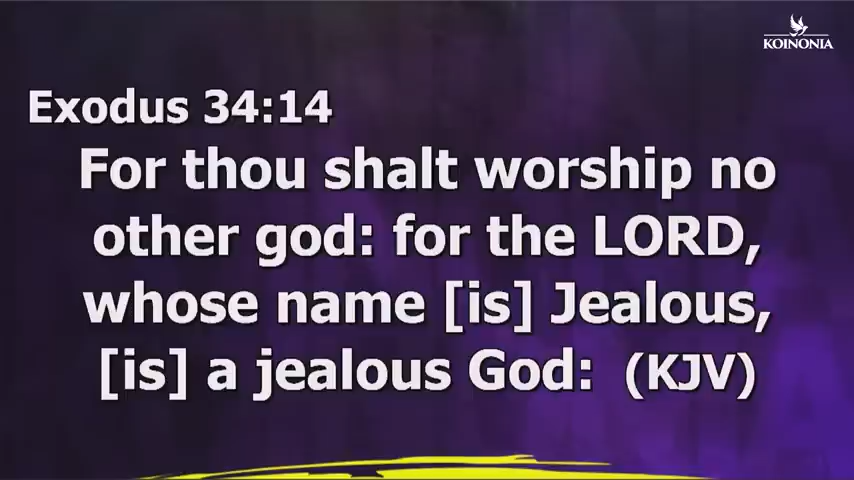 KOINONIA
Exodus 34:14
For thou shalt worship no
other god: for the LORD,
whose name [is] Jealous,
[is] a jealous God: (KJV)